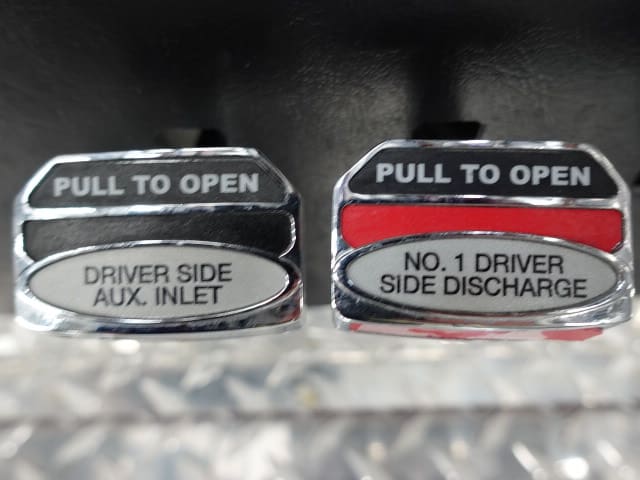 PULL TO OPEN
DRIVER SIDE
AUX. INLET
PULL TO OPEN
NO. 1 DRIVER
SIDE DISCHARGE